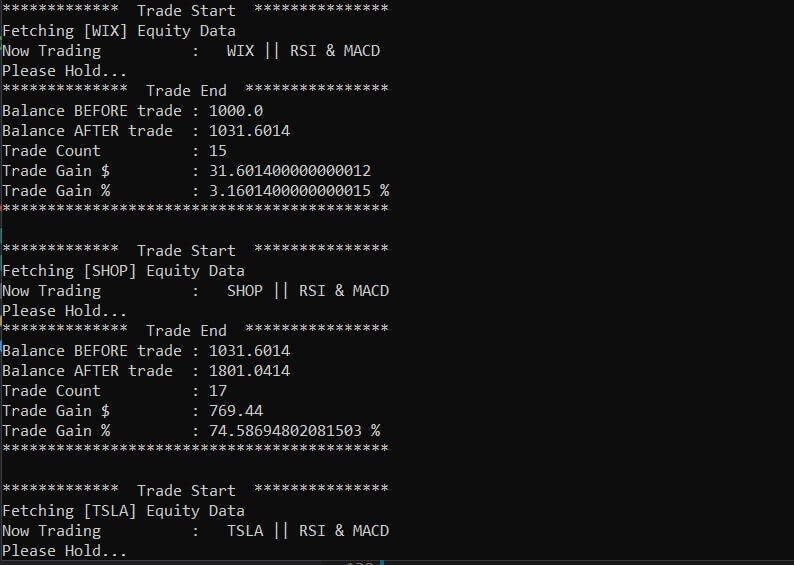 *************  Trade Start  ***************
Fetching [WIX] Equity Data
Now Trading          :   WIX || RSI & MACD
Please Hold...
**************  Trade End  ****************
Balance BEFORE trade : 1000.0
Balance AFTER trade  : 1031.6014
Trade Count          : 15
Trade Gain $         : 31.601400000000012
Trade Gain %         : 3.1601400000000015 %
*******************************************

*************  Trade Start  ***************
Fetching [SHOP] Equity Data
Now Trading          :   SHOP || RSI & MACD
Please Hold...
**************  Trade End  ****************
Balance BEFORE trade : 1031.6014
Balance AFTER trade  : 1801.0414
Trade Count          : 17
Trade Gain $         : 769.44
Trade Gain %         : 74.58694802081503 %
*******************************************

*************  Trade Start  ***************
Fetching [TSLA] Equity Data
Now Trading          :   TSLA || RSI & MACD
Please Hold...